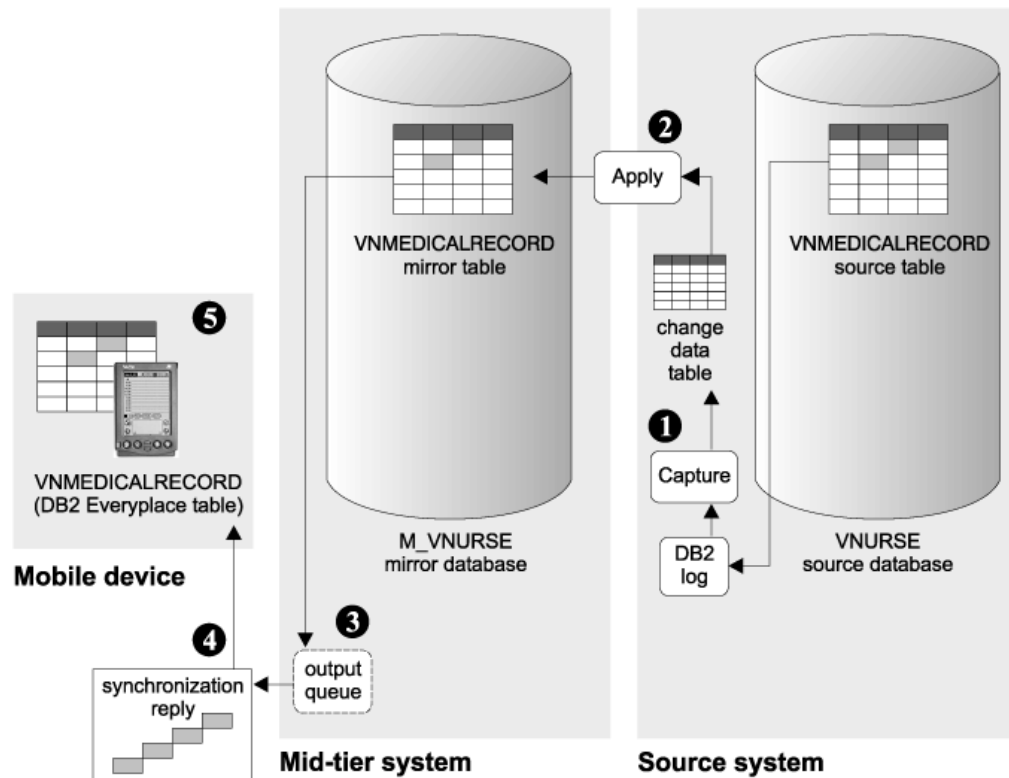 2
Apply
VNMEDICALRECORD
mirror table
VNMEDICALRECORD
source table
5
change
data
table
1
Capture
VNMEDICALRECORD
(DB2 Everyplace table)
M_VNURSE
mirror database
DB2
log
VNURSE
source database
Mobile device
4
3
synchronization
reply
output
queue
Mid-tier system
Source system